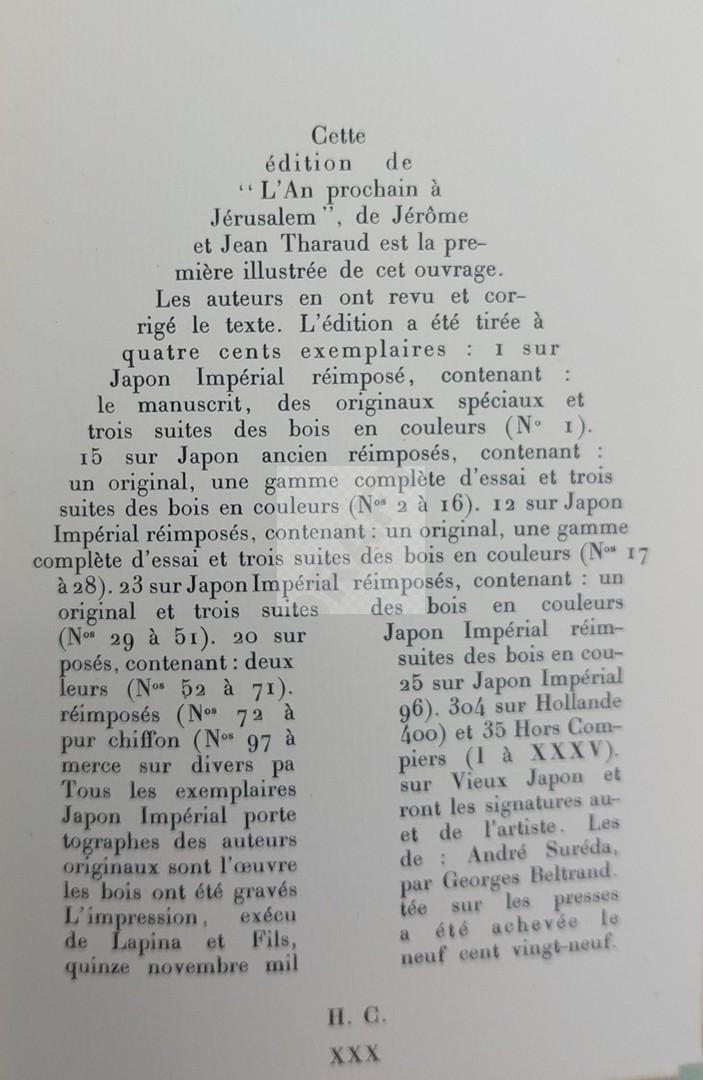 Cette
édition de
“ L'An prochain à
Jérusalem ”, de Jérôme
et Jean Tharaud est la pre-
mière illustrée de cet ouvrage.
Les auteurs en ont revu et cor-
rigé le texte. L'édition a été tirée à
quatre cents exemplaires : 1 sur
Japon Impérial réimposé, contenant :
le manuscrit, des originaux spéciaux et
trois suites des bois en couleurs (N° 1).
15 sur Japon ancien réimposés, contenant :
un original, une gamme complète d'essai et trois
suites des bois en couleurs (Nos 2 à 16). 12 sur Japon
Impérial réimposés, contenant : un original, une gamme
complète d'essai et trois suites des bois en couleurs (Nos 17
à 28). 23 sur Japon Impérial réimposés, contenant : un
original et trois suites des bois en couleurs
(Nos 29 à 51). 20 sur Japon Impérial réim-
posés, contenant : deux suites des bois en cou-
leurs (Nos 52 à 71). 25 sur Japon Impérial
réimposés (Nos 72 à 96). 304 sur Hollande
pur chiffon (Nos 97 à 400) et 35 Hors Com-
merce sur divers pa piers (I à XXXV).
Tous les exemplaires sur Vieux Japon et
Japon Impérial porte ront les signatures au-
tographes des auteurs et de l'artiste. Les
originaux sont l'œuvre de : André Suréda,
les bois ont été gravés par Georges Beltrand.
L'impression, exécu tée sur les presses
de Lapina et Fils, a été achevée le
quinze novembre mil neuf cent vingt-neuf.
H. C.
XXX